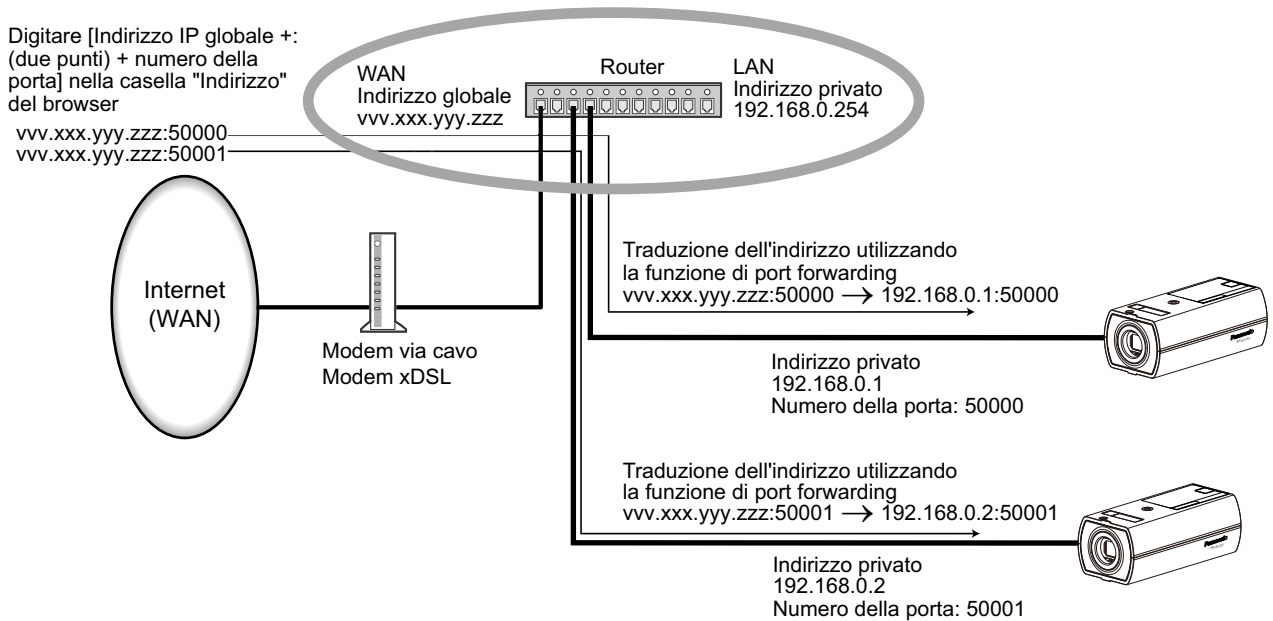 Digitare [Indirizzo IP globale +:
(due punti) + numero della
porta] nella casella "Indirizzo"
del browser
vvv.xxx.yyy.zzz:50000
vvv.xxx.yyy.zzz:50001
WAN
Indirizzo globale
vvv.xxx.yyy.zzz
Router
LAN
Indirizzo privato
192.168.0.254
Internet
(WAN)
Modem via cavo
Modem xDSL
Traduzione dell'indirizzo utilizzando
la funzione di port forwarding
vvv.xxx.yyy.zzz:50000 → 192.168.0.1:50000
Panasonic
Indirizzo privato
192.168.0.1
Numero della porta: 50000
Traduzione dell'indirizzo utilizzando
la funzione di port forwarding
vvv.xxx.yyy.zzz:50001 → 192.168.0.2:50001
Panasonic
Indirizzo privato
192.168.0.2
Numero della porta: 50001